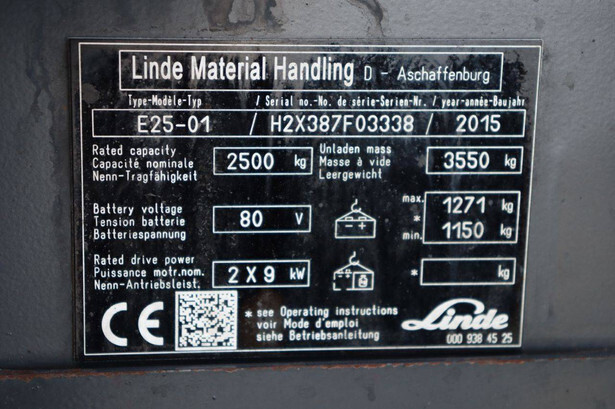 Linde Material Handling D - Aschaffenburg
Type-Modèle-Typ / Serial no.-No. de série-Serien-Nr. / year-année-Baujahr
E25-01 / H2X387F03338 / 2015
Rated capacity
Capacité nominale 2500 kg
Nenn-Tragfähigkeit
Unladen mass
Masse à vide 3550 kg
Leergewicht
Battery voltage
Tension batterie 80 V
Batteriespannung
max. 1271 kg
*
min. 1150 kg
Rated drive power
Puissance motr.nom. 2X9 kW
Nenn-Antriebsleist.
* kg
CE
* see Operating instructions
voir Mode d'emploi
siehe Betriebsanleitung
Linde
000 938 45 25